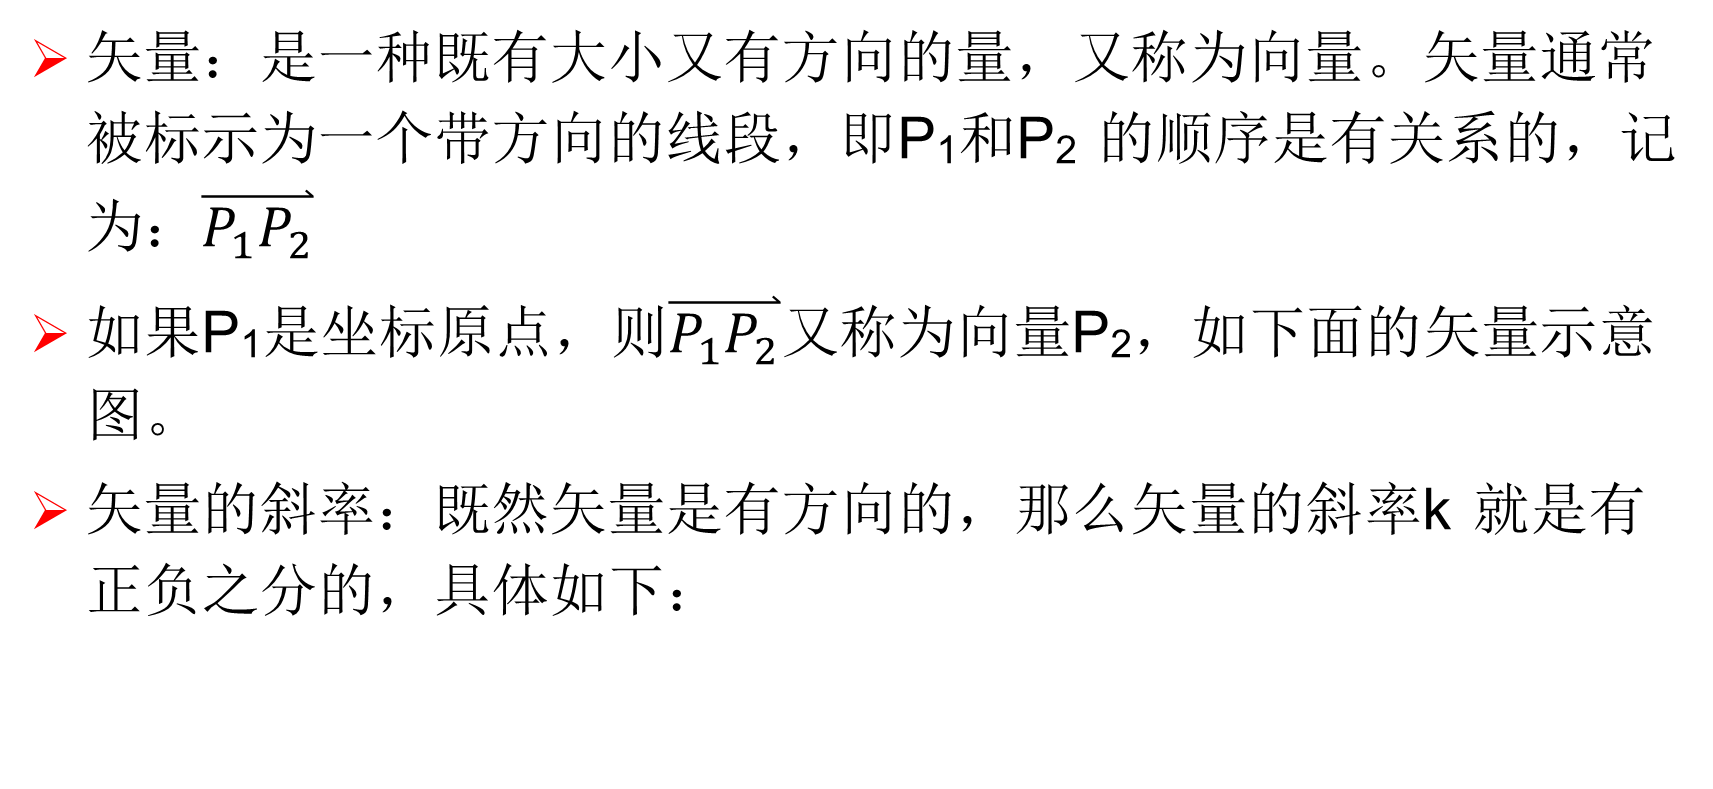 ➢ 矢量：是一种既有大小又有方向的量，又称为向量。矢量通常
被标示为一个带方向的线段，即P₁和P₂ 的顺序是有关系的，记
为：$\overrightarrow{P_1P_2}$
➢ 如果P₁是坐标原点，则$\overrightarrow{P_1P_2}$又称为向量P₂，如下面的矢量示意
图。
➢ 矢量的斜率：既然矢量是有方向的，那么矢量的斜率k 就是有
正负之分的，具体如下：